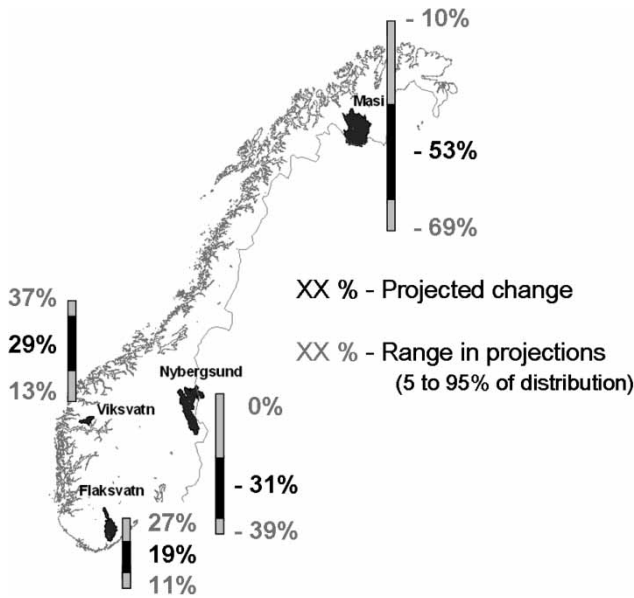 - 10%
Masi
- 53%
- 69%
XX % - Projected change
37%
29%
13%
XX % - Range in projections
(5 to 95% of distribution)
Nybergsund
0%
Viksvatn
- 31%
- 39%
Flaksvatn
27%
19%
11%